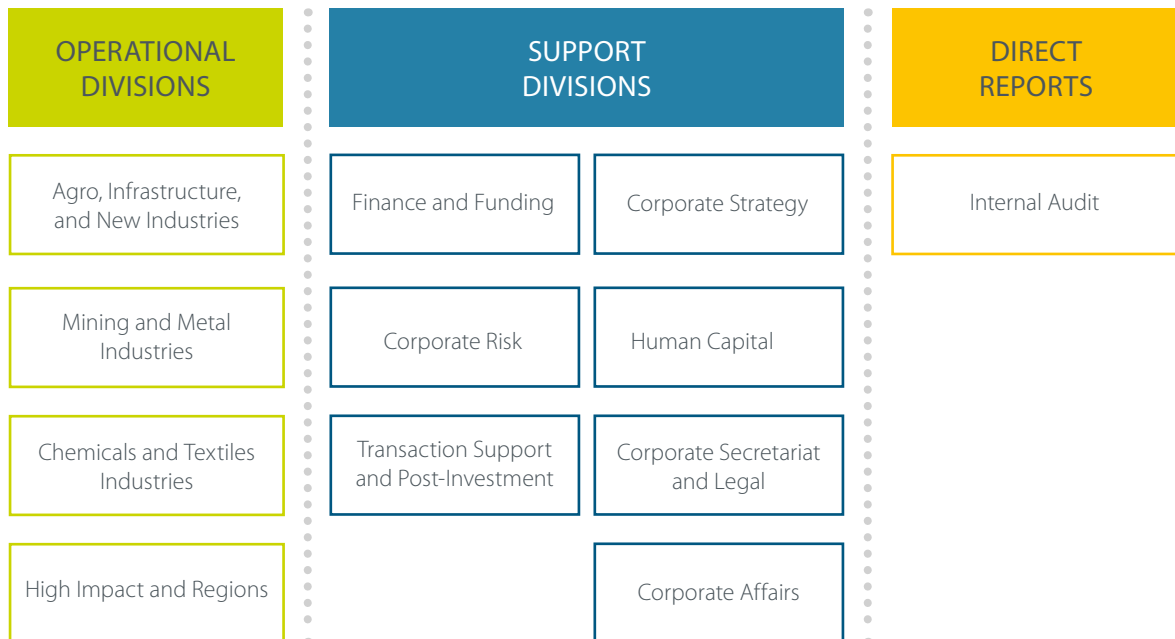 OPERATIONAL
DIVISIONS
Agro, Infrastructure,
and New Industries
Mining and Metal
Industries
Chemicals and Textiles
Industries
High Impact and Regions
SUPPORT
DIVISIONS
Finance and Funding
Corporate Risk
Transaction Support
and Post-Investment
Corporate Strategy
Human Capital
Corporate Secretariat
and Legal
Corporate Affairs
DIRECT
REPORTS
Internal Audit